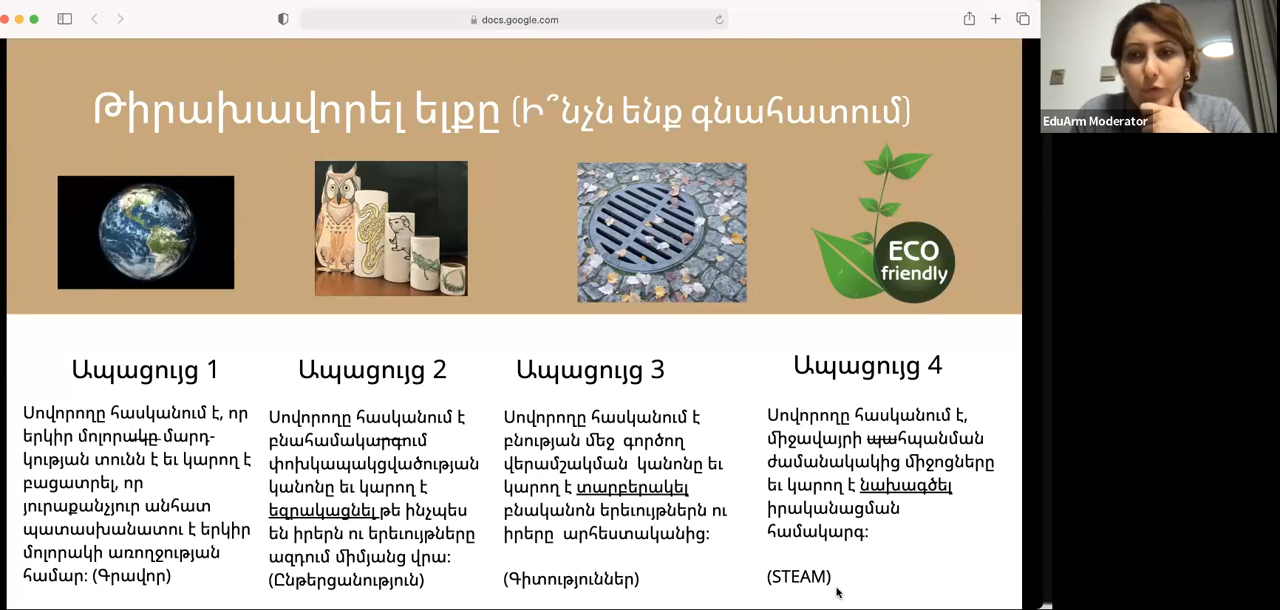 docs.google.com
EduArm Moderator
Թիրախավորել ելքը (Ի՞նչն ենք գնահատում)
ECO
friendly
Ապացույց 1
Սովորողը հասկանում է, որ
երկիր մոլորակը մարդ-
կության տունն է եւ կարող է
բացատրել, որ
յուրաքանչյուր անհատ
պատասխանատու է երկիր
մոլորակի առողջության
համար: (Գրավոր)
Ապացույց 2
Սովորողը հասկանում է
բնահամակարգում
փոխկապակցվածության
կանոնը եւ կարող է
եզրակացնել թե ինչպես
են իրերն ու երեւույթները
ազդում միմյանց վրա:
(Ընթերցանություն)
Ապացույց 3
Սովորողը հասկանում է
բնության մեջ գործող
վերամշակման կանոնը եւ
կարող է տարբերակել
բնականոն երեւույթներն ու
իրերը արհեստականից:
(Գիտություններ)
Ապացույց 4
Սովորողը հասկանում է,
միջավայրի պահպանման
ժամանակակից միջոցները
եւ կարող է նախագծել
իրականացման
համակարգ:
(STEAM)